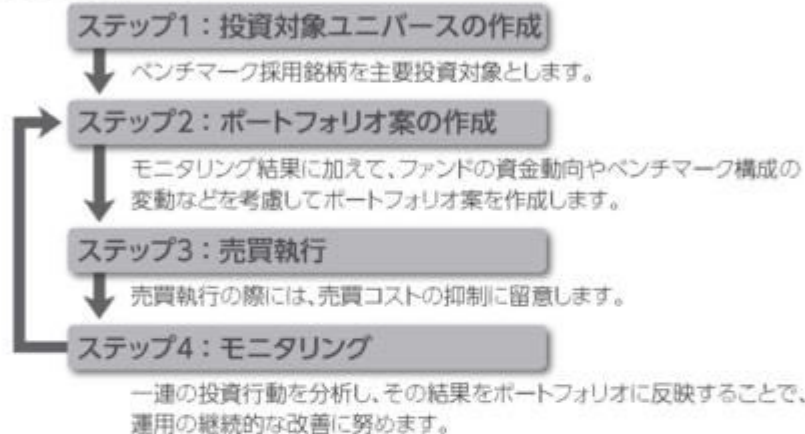 ステップ1：投資対象ユニバースの作成
ベンチマーク採用銘柄を主要投資対象とします。
ステップ2：ポートフォリオ案の作成
モニタリング結果に加えて、ファンドの資金動向やベンチマーク構成の
変動などを考慮してポートフォリオ案を作成します。
ステップ3：売買執行
売買執行の際には、売買コストの抑制に留意します。
ステップ4：モニタリング
一連の投資行動を分析し、その結果をポートフォリオに反映することで、
運用の継続的な改善に努めます。